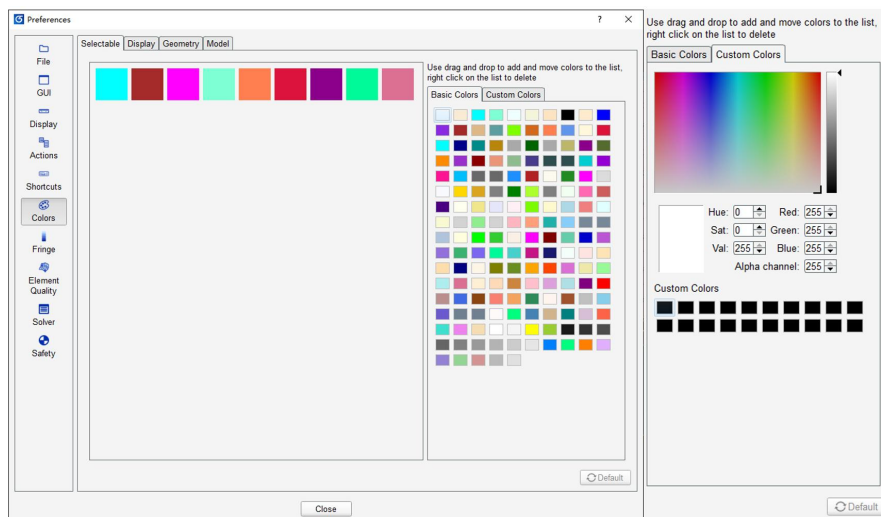 Preferences
? ×
File
GUI
Display
Actions
Shortcuts
Colors
Fringe
Element
Quality
Solver
Safety
Selectable Display Geometry Model
Use drag and drop to add and move colors to the list,
right click on the list to delete
Basic Colors Custom Colors
Default
Close
Use drag and drop to add and move colors to the list,
right click on the list to delete
Basic Colors Custom Colors
Hue: 0 Red: 255
Sat: 0 Green: 255
Val: 255 Blue: 255
Alpha channel: 255
Custom Colors
Default